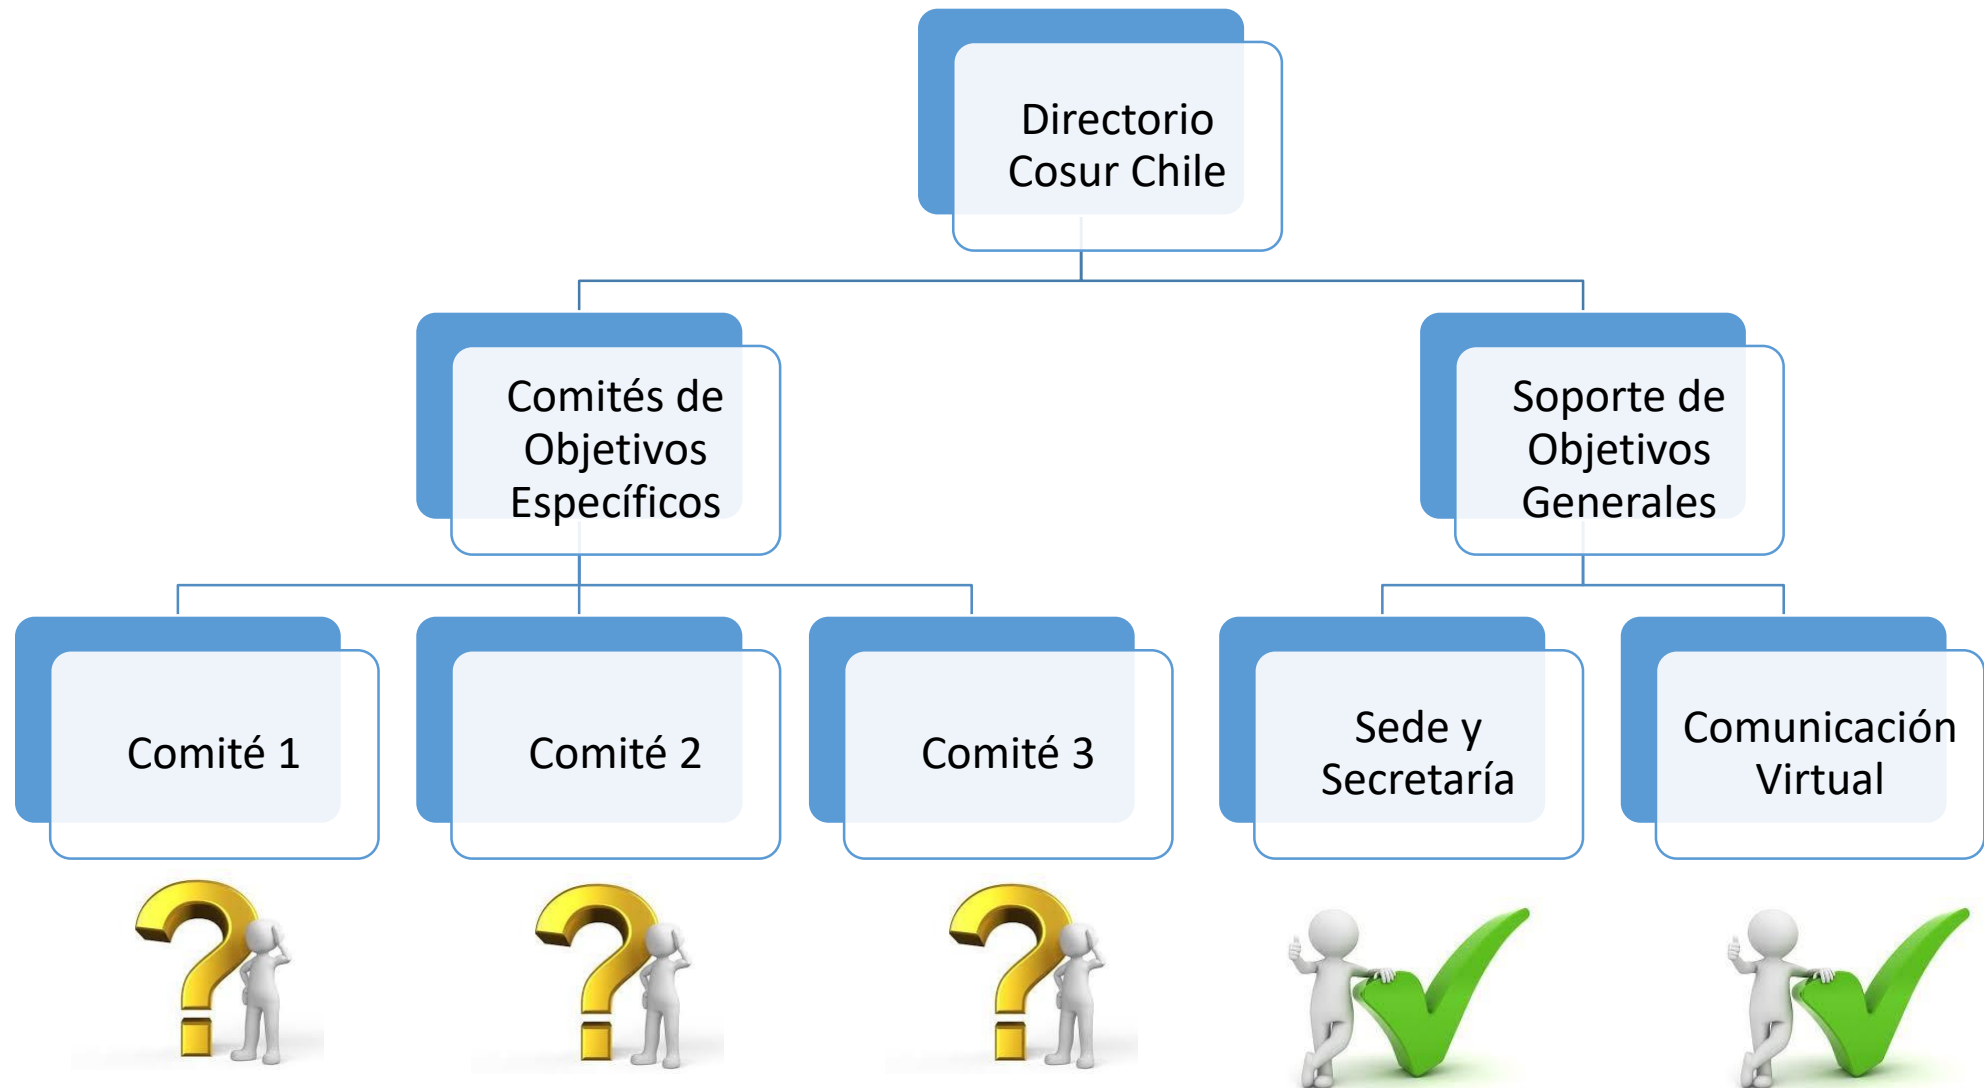 Directorio
Cosur Chile
Comités de
Objetivos
Específicos
Soporte de
Objetivos
Generales
Comité 1
Comité 2
Comité 3
Sede y
Secretaría
Comunicación
Virtual